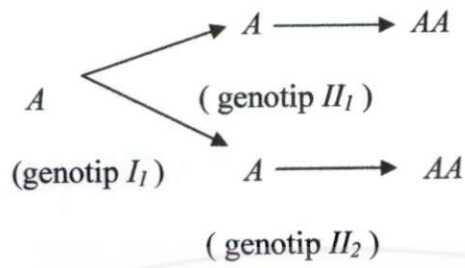 A AA
( genotip II1 )
A
(genotip I1)
A AA
( genotip II2 )